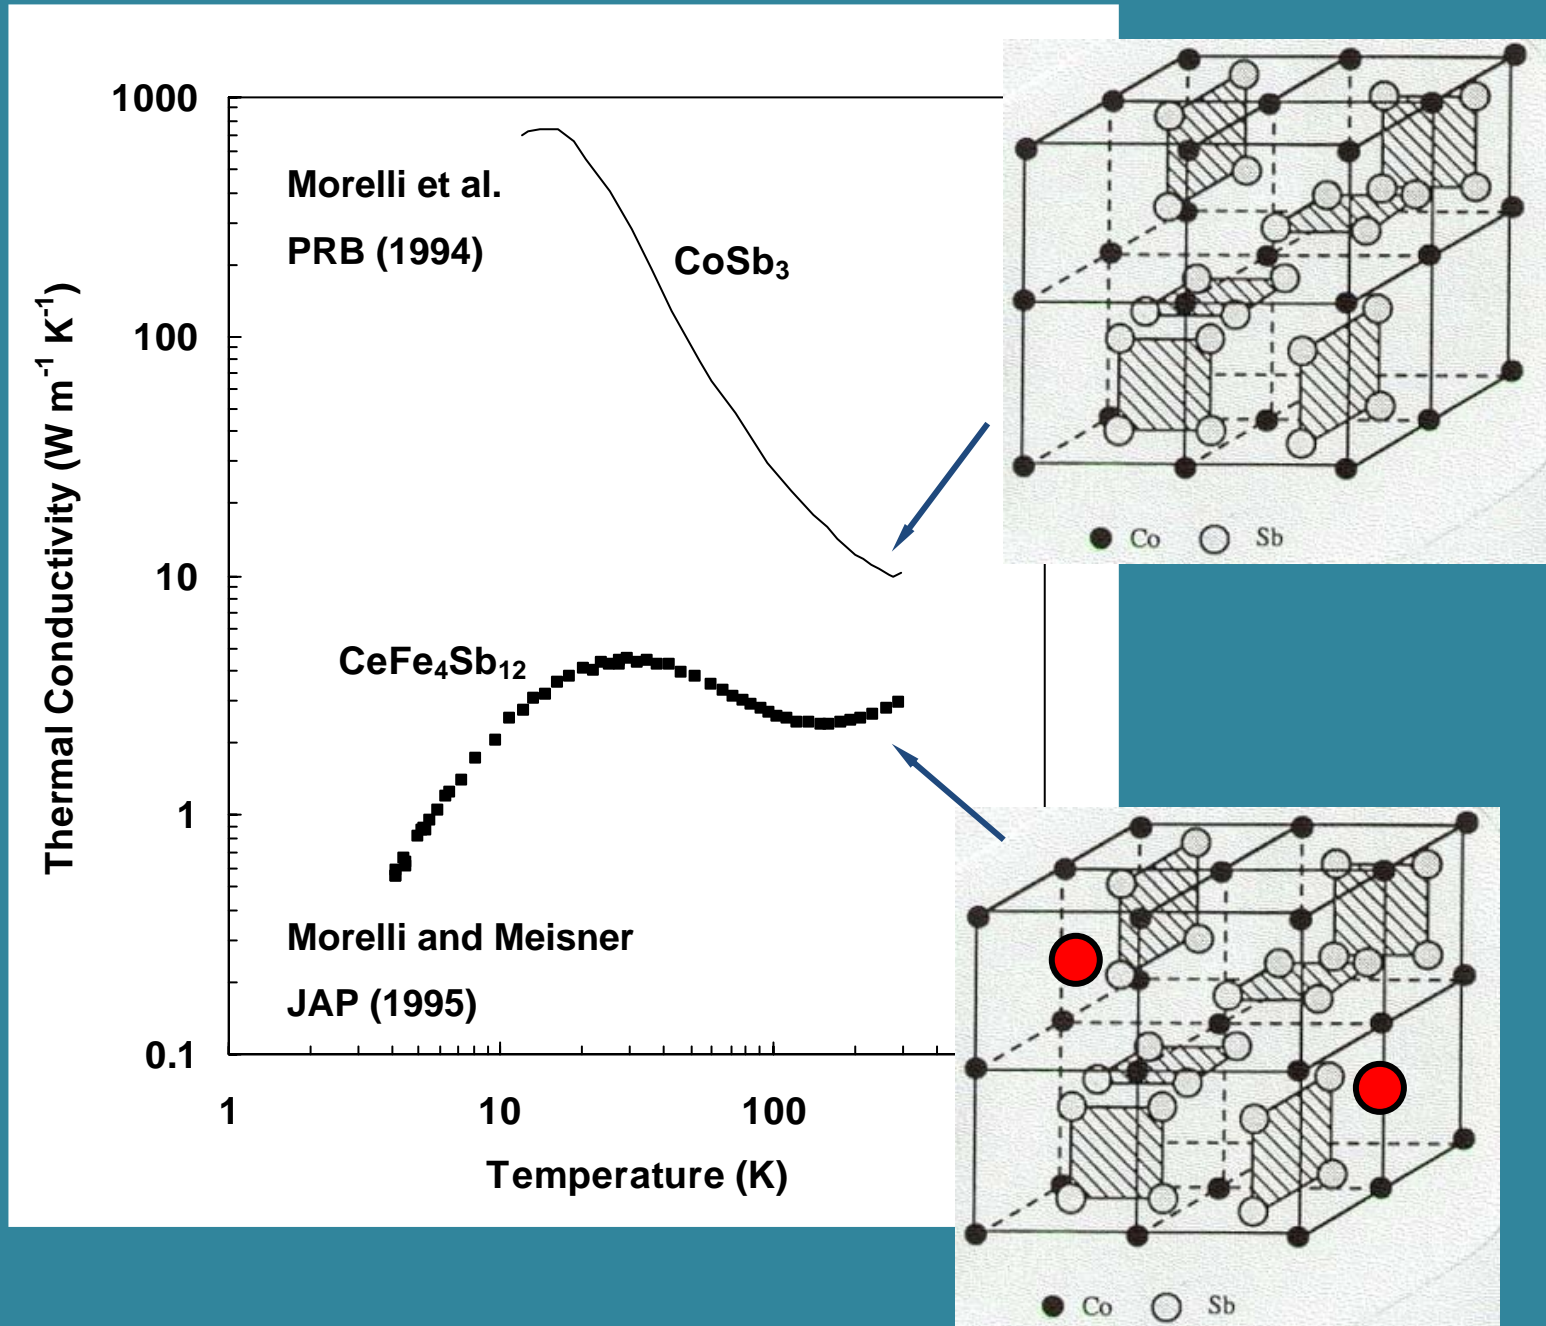 1000
100
10
1
0.1
Thermal Conductivity (W m⁻¹ K⁻¹)
Morelli et al.
PRB (1994)
CoSb₃
CeFe₄Sb₁₂
Morelli and Meisner
JAP (1995)
1 10 100
Temperature (K)
Co Sb
Co Sb